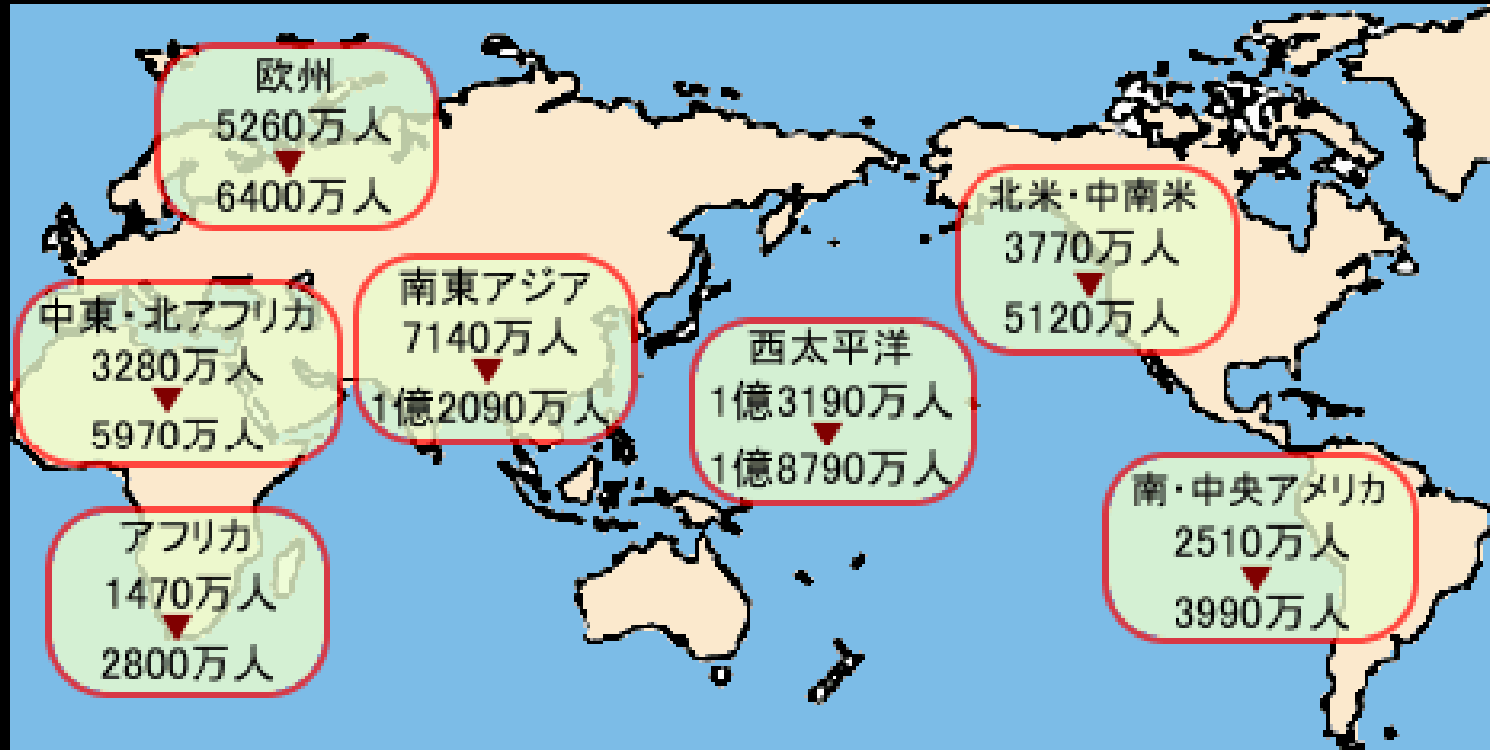 欧州
5260万人
▼
6400万人
中東・北アフリカ
3280万人
▼
5970万人
南東アジア
7140万人
▼
1億2090万人
西太平洋
1億3190万人
▼
1億8790万人
北米・中南米
3770万人
▼
5120万人
アフリカ
1470万人
▼
2800万人
南・中央アメリカ
2510万人
▼
3990万人